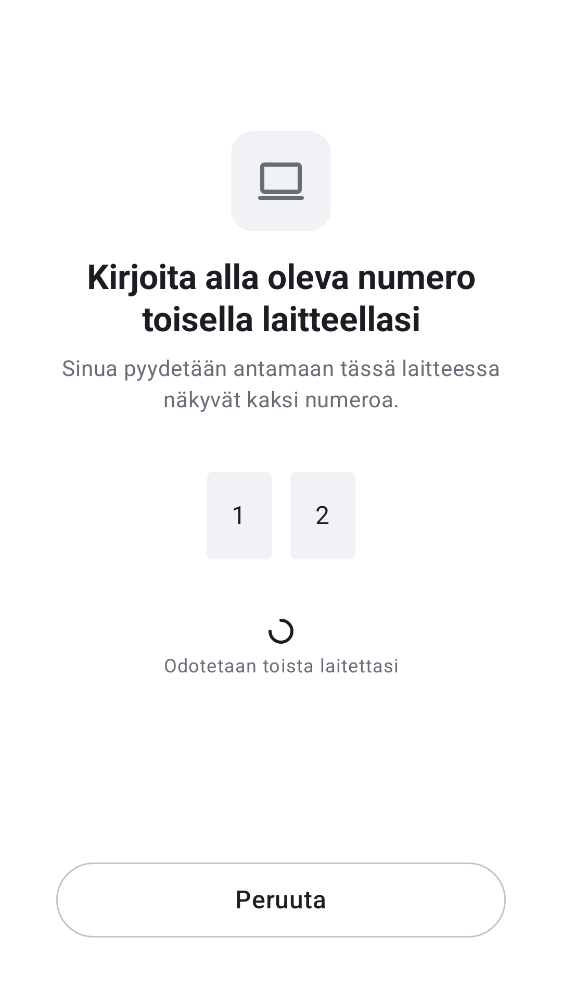 Kirjoita alla oleva numero
toisella laitteellasi
Sinua pyydetään antamaan tässä laitteessa
näkyvät kaksi numeroa.
1 2
Odotetaan toista laitettasi
Peruuta